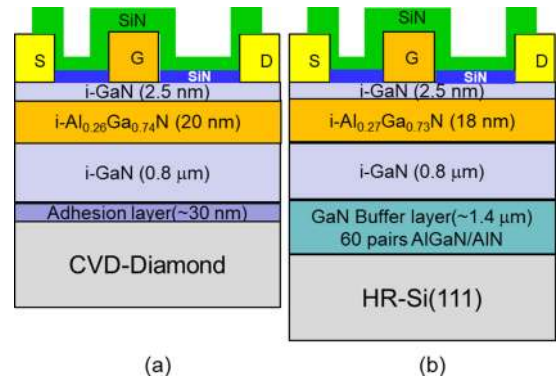 SiN
S
G
D
SiN
i-GaN (2.5 nm)
i-Al0.26Ga0.74N (20 nm)
i-GaN (0.8 μm)
Adhesion layer(~30 nm)
CVD-Diamond
(a)
SiN
S
G
D
SiN
i-GaN (2.5 nm)
i-Al0.27Ga0.73N (18 nm)
i-GaN (0.8 μm)
GaN Buffer layer(~1.4 μm)
60 pairs AlGaN/AlN
HR-Si(111)
(b)